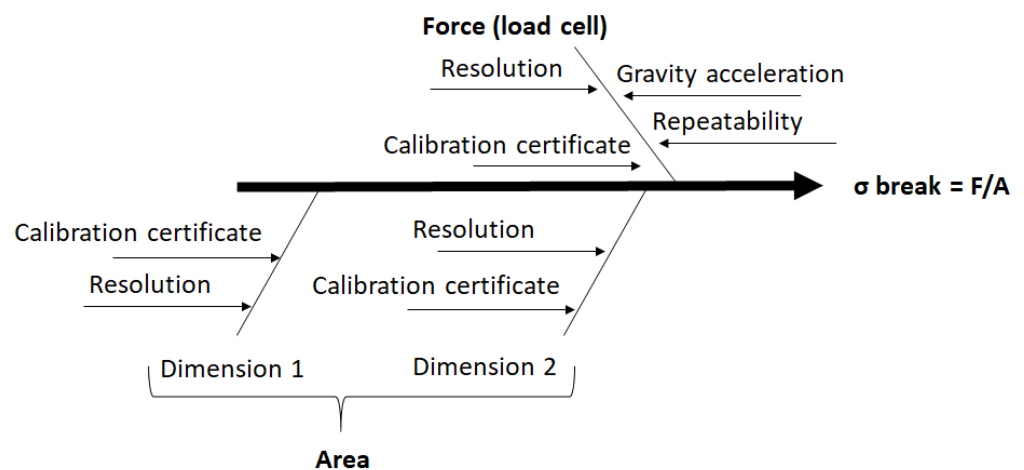 Force (load cell)
Resolution
Gravity acceleration
Repeatability
Calibration certificate
σ break = F/A
Calibration certificate
Resolution
Resolution
Calibration certificate
Dimension 1
Dimension 2
Area